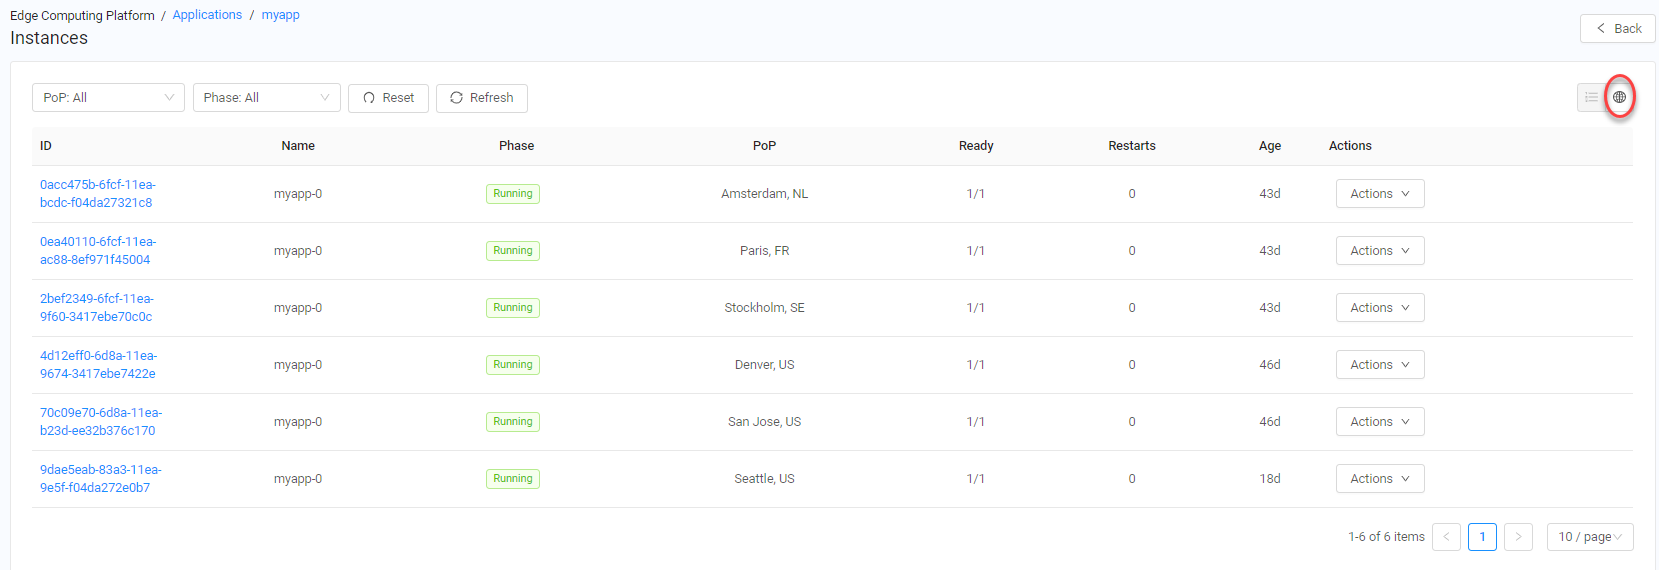 Edge Computing Platform / Applications / myapp
Instances
Back
PoP: All
Phase: All
Reset
Refresh
ID Name Phase PoP Ready Restarts Age Actions
0acc475b-6fcf-11ea-
bcdc-f04da27321c8
myapp-0 Running Amsterdam, NL 1/1 0 43d Actions
0ea40110-6fcf-11ea-
ac88-8ef971f45004
myapp-0 Running Paris, FR 1/1 0 43d Actions
2bef2349-6fcf-11ea-
9f60-3417ebe70c0c
myapp-0 Running Stockholm, SE 1/1 0 43d Actions
4d12eff0-6d8a-11ea-
9674-3417ebe7422e
myapp-0 Running Denver, US 1/1 0 46d Actions
70c09e70-6d8a-11ea-
b23d-ee32b376c170
myapp-0 Running San Jose, US 1/1 0 46d Actions
9dae5eab-83a3-11ea-
9e5f-f04da272e0b7
myapp-0 Running Seattle, US 1/1 0 18d Actions
1-6 of 6 items < 1 > 10 / page